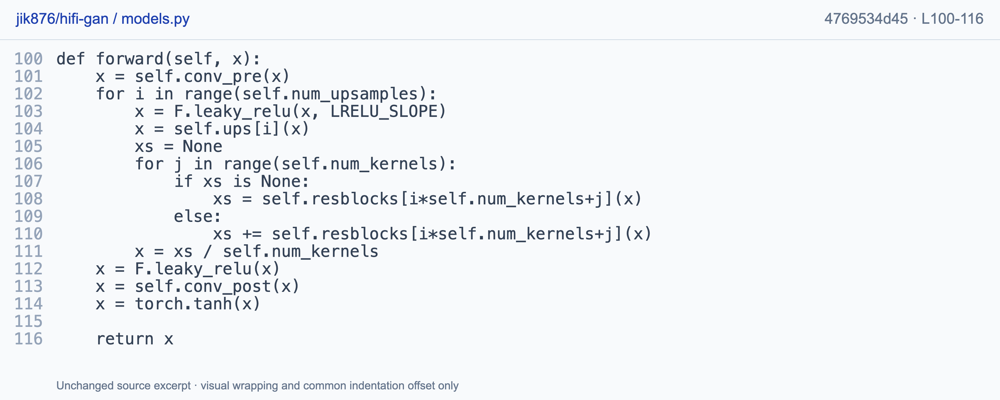 jik876/hifi-gan / models.py
4769534d45 · L100-116
100 def forward(self, x):
101     x = self.conv_pre(x)
102     for i in range(self.num_upsamples):
103         x = F.leaky_relu(x, LRELU_SLOPE)
104         x = self.ups[i](x)
105         xs = None
106         for j in range(self.num_kernels):
107             if xs is None:
108                 xs = self.resblocks[i*self.num_kernels+j](x)
109             else:
110                 xs += self.resblocks[i*self.num_kernels+j](x)
111         x = xs / self.num_kernels
112     x = F.leaky_relu(x)
113     x = self.conv_post(x)
114     x = torch.tanh(x)
115
116     return x
Unchanged source excerpt · visual wrapping and common indentation offset only